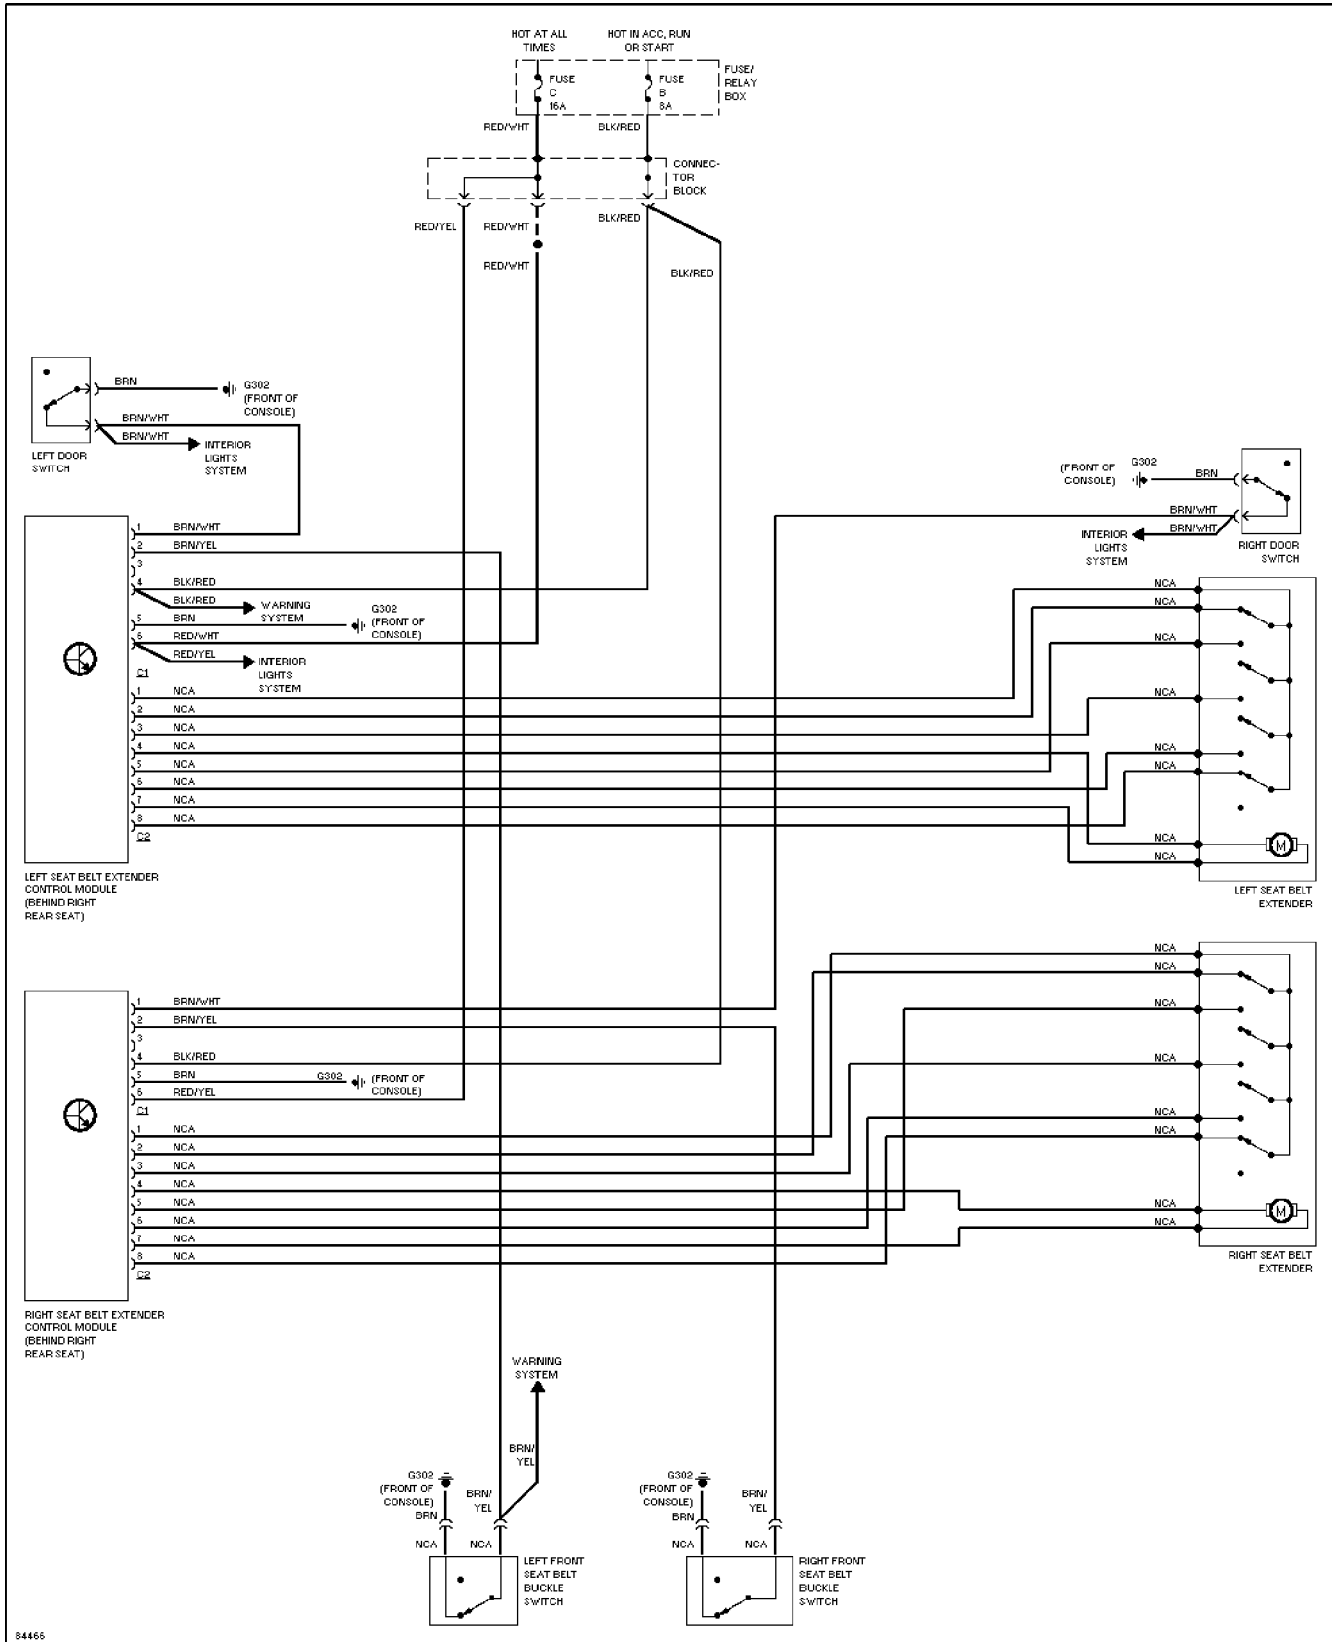 HOT AT ALL
TIMES
HOT IN ACC, RUN
OR START
FUSE
C
16A
FUSE
B
8A
FUSE/
RELAY
BOX
RED/WHT
BLK/RED
CONNEC-
TOR
BLOCK
RED/YEL
RED/WHT
BLK/RED
RED/WHT
BLK/RED
BRN
G302
(FRONT OF
CONSOLE)
BRN/WHT
BRN/WHT
INTERIOR
LIGHTS
SYSTEM
LEFT DOOR
SWITCH
(FRONT OF
CONSOLE)
G302
BRN
BRN/WHT
BRN/WHT
INTERIOR
LIGHTS
SYSTEM
RIGHT DOOR
SWITCH
1 BRN/WHT
2 BRN/YEL
3
4 BLK/RED
BLK/RED
WARNING
SYSTEM
5 BRN
G302
(FRONT OF
CONSOLE)
6 RED/WHT
RED/YEL
INTERIOR
LIGHTS
SYSTEM
C1
1 NCA
2 NCA
3 NCA
4 NCA
5 NCA
6 NCA
7 NCA
8 NCA
C2
LEFT SEAT BELT EXTENDER
CONTROL MODULE
(BEHIND RIGHT
REAR SEAT)
NCA
NCA
NCA
NCA
NCA
NCA
NCA
M
NCA
LEFT SEAT BELT
EXTENDER
1 BRN/WHT
2 BRN/YEL
3
4 BLK/RED
5 BRN
G302
(FRONT OF
CONSOLE)
6 RED/YEL
C1
1 NCA
2 NCA
3 NCA
4 NCA
5 NCA
6 NCA
7 NCA
8 NCA
C2
RIGHT SEAT BELT EXTENDER
CONTROL MODULE
(BEHIND RIGHT
REAR SEAT)
NCA
NCA
NCA
NCA
NCA
NCA
NCA
M
NCA
RIGHT SEAT BELT
EXTENDER
WARNING
SYSTEM
BRN/
YEL
G302
(FRONT OF
CONSOLE)
BRN
BRN/
YEL
NCA
NCA
LEFT FRONT
SEAT BELT
BUCKLE
SWITCH
G302
(FRONT OF
CONSOLE)
BRN
BRN/
YEL
NCA
NCA
RIGHT FRONT
SEAT BELT
BUCKLE
SWITCH
84466